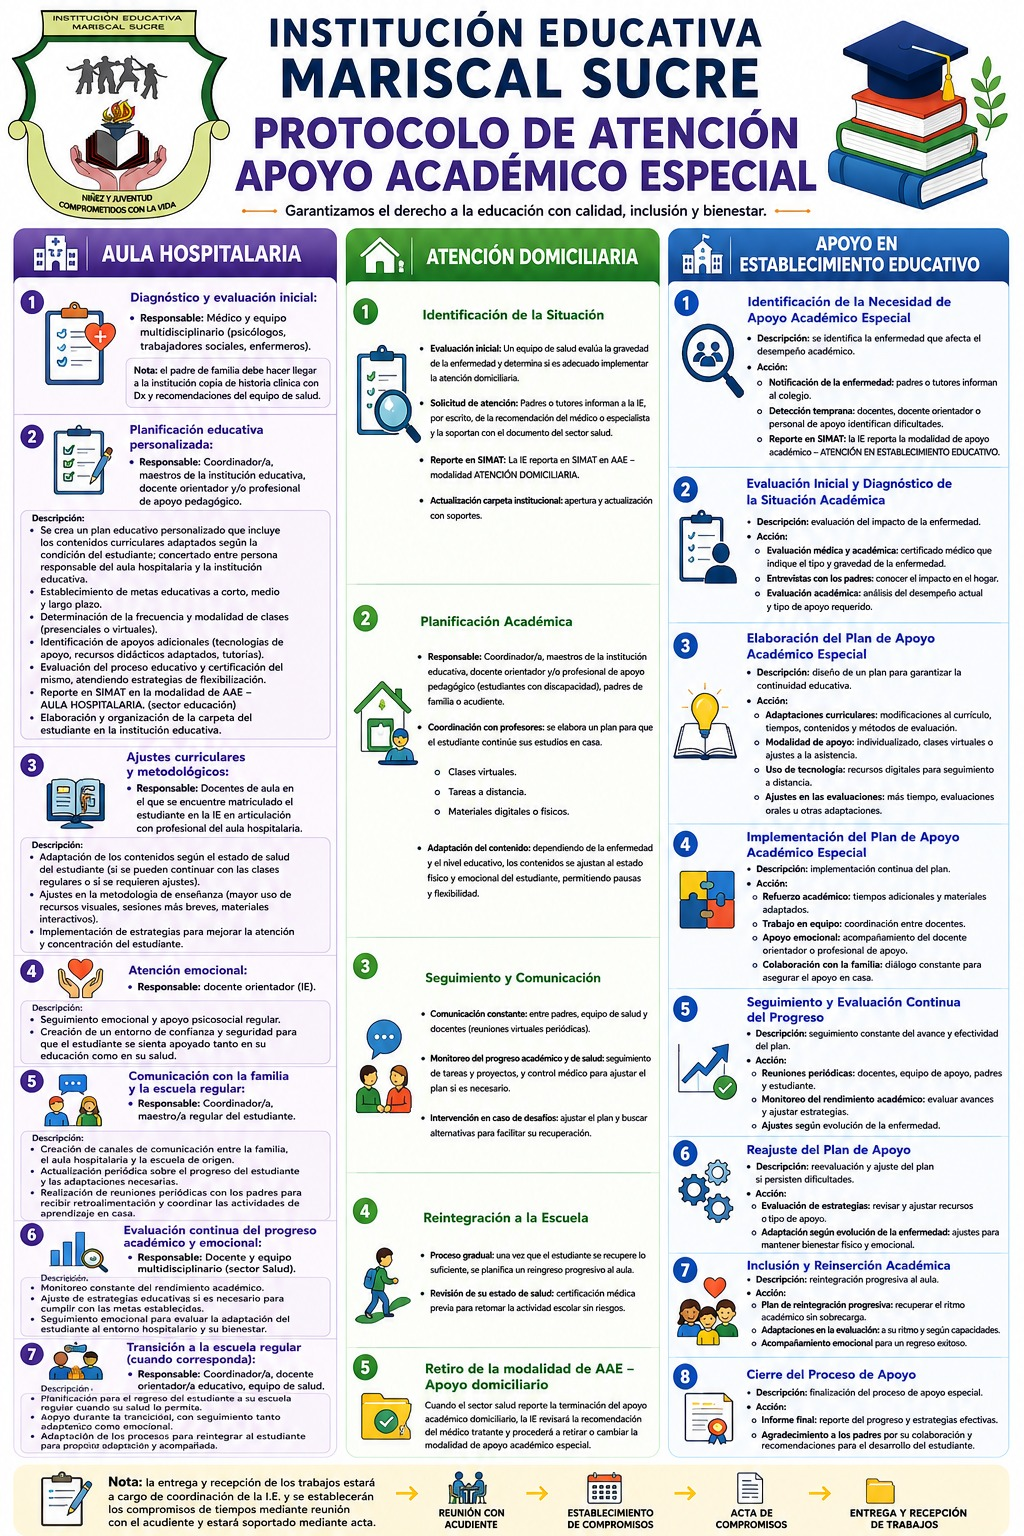 INSTITUCIÓN EDUCATIVA
MARISCAL SUCRE
NIÑEZ Y JUVENTUD
COMPROMETIDOS CON LA VIDA
INSTITUCIÓN EDUCATIVA
MARISCAL SUCRE
PROTOCOLO DE ATENCIÓN
APOYO ACADÉMICO ESPECIAL
Garantizamos el derecho a la educación con calidad, inclusión y bienestar.
AULA HOSPITALARIA
1
Diagnóstico y evaluación inicial:
• Responsable: Médico y equipo
multidisciplinario (psicólogos,
trabajadores sociales, enfermeros).
Nota: el padre de familia debe hacer llegar
a la institución copia de historia clínica con
Dx y recomendaciones del equipo de salud.
2
Planificación educativa
personalizada:
• Responsable: Coordinador/a,
maestros de la institución educativa,
docente orientador y/o profesional
de apoyo pedagógico.
Descripción:
• Se crea un plan educativo personalizado que incluye
los contenidos curriculares adaptados según la
condición del estudiante; concertado entre persona
responsable del aula hospitalaria y la institución
educativa.
• Establecimiento de metas educativas a corto, medio
y largo plazo.
• Determinación de la frecuencia y modalidad de clases
(presenciales o virtuales).
• Identificación de apoyos adicionales (tecnologías de
apoyo, recursos didácticos adaptados, tutorias).
• Evaluación del proceso educativo y certificación del
mismo, atendiendo estrategias de flexibilización.
• Reporte en SIMAT en la modalidad de AAE –
AULA HOSPITALARIA. (sector educación)
• Elaboración y organización de la carpeta del
estudiante en la institución educativa.
3
Ajustes curriculares
y metodológicos:
• Responsable: Docentes de aula en
el que se encuentre matriculado el
estudiante en la IE en articulación
con profesional del aula hospitalaria.
Descripción:
• Adaptación de los contenidos según el estado de salud
del estudiante (si se pueden continuar con las clases
regulares o si se requieren ajustes).
• Ajustes en la metodologia de enseñanza (mayor uso de
recursos visuales, sesiones más breves, materiales
interactivos).
• Implementación de estrategias para mejorar la atención
y concentración del estudiante.
4
Atención emocional:
• Responsable: docente orientador (IE).
Descripción:
• Seguimiento emocional y apoyo psicosocial regular.
• Creación de un entorno de confianza y seguridad para
que el estudiante se sienta apoyado tanto en su
educación como en su salud.
5
Comunicación con la familia
y la escuela regular:
• Responsable: Coordinador/a,
maestro/a regular del estudiante.
Descripción:
• Creación de canales de comunicación entre la familia,
el aula hospitalaria y la escuela de origen.
• Actualización periódica sobre el progreso del estudiante
y las adaptaciones necesarias.
• Realización de reuniones periódicas con los padres para
recibir retroalimentación y coordinar las actividades de
aprendizaje en casa.
6
Evaluación continua del progreso
académico y emocional:
• Responsable: Docente y equipo
multidisciplinario (sector Salud).
Descripción:
• Monitoreo constante del rendimiento académico.
• Ajuste de estrategias educativas si es necesario para
cumplir con las metas establecidas.
• Seguimiento emocional para evaluar la adaptación del
estudiante al entorno hospitalario y su bienestar.
7
Transición a la escuela regular
(cuando corresponda):
• Responsable: Coordinador/a, docente
orientador/a educativo, equipo de salud.
Descripción:
• Planificación para el regreso del estudiante a su escuela
regular cuando su salud lo permita.
• Apoyo durante la transición, con seguimiento tanto
como emocional.
• Adaptación de los procesos para reintegrar al estudiante
para adaptación y acompañada.
ATENCIÓN DOMICILIARIA
1
Identificación de la Situación
• Evaluación inicial: Un equipo de salud evalúa la gravedad
de la enfermedad y determina si es adecuado implementar
la atención domiciliaria.
• Solicitud de atención: Padres o tutores informan a la IE,
por escrito, de la recomendación del médico o especialista
y la soportan con el documento del sector salud.
• Reporte en SIMAT: La IE reporta en SIMAT en AAE –
modalidad ATENCIÓN DOMICILIARIA.
• Actualización carpeta institucional: apertura y actualización
con soportes.
2
Planificación Académica
• Responsable: Coordinador/a, maestros de la institución
educativa, docente orientador y/o profesional de apoyo
pedagógico (estudiantes con discapacidad), padres de
familia o acudiente.
• Coordinación con profesores: se elabora un plan para que
el estudiante continúe sus estudios en casa.
o Clases virtuales.
o Tareas a distancia.
o Materiales digitales o físicos.
• Adaptación del contenido: dependiendo de la enfermedad
y el nivel educativo, los contenidos se ajustan al estado
físico y emocional del estudiante, permitiendo pausas
y flexibilidad.
3
Seguimiento y Comunicación
• Comunicación constante: entre padres, equipo de salud y
docentes (reuniones virtuales periódicas).
• Monitoreo del progreso académico y de salud: seguimiento
de tareas y proyectos, y control médico para ajustar el
plan si es necesario.
• Intervención en caso de desafíos: ajustar el plan y buscar
alternativas para facilitar su recuperación.
4
Reintegración a la Escuela
• Proceso gradual: una vez que el estudiante se recupere lo
suficiente, se planifica un reingreso progresivo al aula.
• Revisión de su estado de salud: certificación médica
previa para retomar la actividad escolar sin riesgos.
5
Retiro de la modalidad de AAE –
Apoyo domiciliario
Cuando el sector salud reporte la terminación del apoyo
académico domiciliario, la IE revisará la recomendación
del médico tratante y procederá a retirar o cambiar la
modalidad de apoyo académico especial.
APOYO EN
ESTABLECIMIENTO EDUCATIVO
1
Identificación de la Necesidad de
Apoyo Académico Especial
• Descripción: se identifica la enfermedad que afecta el
desempeño académico.
• Acción:
o Notificación de la enfermedad: padres o tutores informan
al colegio.
o Detección temprana: docentes, docente orientador o
personal de apoyo identifican dificultades.
o Reporte en SIMAT: la IE reporta la modalidad de apoyo
académico – ATENCIÓN EN ESTABLECIMIENTO EDUCATIVO.
2
Evaluación Inicial y Diagnóstico de
la Situación Académica
• Descripción: evaluación del impacto de la enfermedad.
• Acción:
o Evaluación médica y académica: certificado médico que
indique el tipo y gravedad de la enfermedad.
o Entrevistas con los padres: conocer el impacto en el hogar.
o Evaluación académica: análisis del desempeño actual
y tipo de apoyo requerido.
3
Elaboración del Plan de Apoyo
Académico Especial
• Descripción: diseño de un plan para garantizar la
continuidad educativa.
• Acción:
o Adaptaciones curriculares: modificaciones al currículo,
tiempos, contenidos y métodos de evaluación.
o Modalidad de apoyo: individualizado, clases virtuales o
ajustes a la asistencia.
o Uso de tecnología: recursos digitales para seguimiento
a distancia.
o Ajustes en las evaluaciones: más tiempo, evaluaciones
orales u otras adaptaciones.
4
Implementación del Plan de Apoyo
Académico Especial
• Descripción: implementación continua del plan.
• Acción:
o Refuerzo académico: tiempos adicionales y materiales
adaptados.
o Trabajo en equipo: coordinación entre docentes.
o Apoyo emocional: acompañamiento del docente
orientador o profesional de apoyo.
o Colaboración con la familia: diálogo constante para
asegurar el apoyo en casa.
5
Seguimiento y Evaluación Continua
del Progreso
• Descripción: seguimiento constante del avance y efectividad
del plan.
• Acción:
o Reuniones periódicas: docentes, equipo de apoyo, padres
y estudiante.
o Monitoreo del rendimiento académico: evaluar avances
y ajustar estrategias.
o Ajustes según evolución de la enfermedad.
6
Reajuste del Plan de Apoyo
• Descripción: reevaluación y ajuste del plan
si persisten dificultades.
• Acción:
o Evaluación de estrategias: revisar y ajustar recursos
o tipo de apoyo.
o Adaptación según evolución de la enfermedad: ajustes para
mantener bienestar físico y emocional.
7
Inclusión y Reinserción Académica
• Descripción: reintegración progresiva al aula.
• Acción:
o Plan de reintegración progresiva: recuperar el ritmo
académico sin sobrecarga.
o Adaptaciones en la evaluación: a su ritmo y según capacidades.
o Acompañamiento emocional para un regreso exitoso.
8
Cierre del Proceso de Apoyo
• Descripción: finalización del proceso de apoyo especial.
• Acción:
o Informe final: reporte del progreso y estrategias efectivas.
o Agradecimiento a los padres por su colaboración y
recomendaciones para el desarrollo del estudiante.
Nota: la entrega y recepción de los trabajos estará
a cargo de coordinación de la I.E. y se establecerán
los compromisos de tiempos mediante reunión
con el acudiente y estará soportado mediante acta.
REUNIÓN CON
ACUDIENTE
ESTABLECIMIENTO
DE COMPROMISOS
ACTA DE
COMPROMISOS
ENTREGA Y RECEPCIÓN
DE TRABAJOS